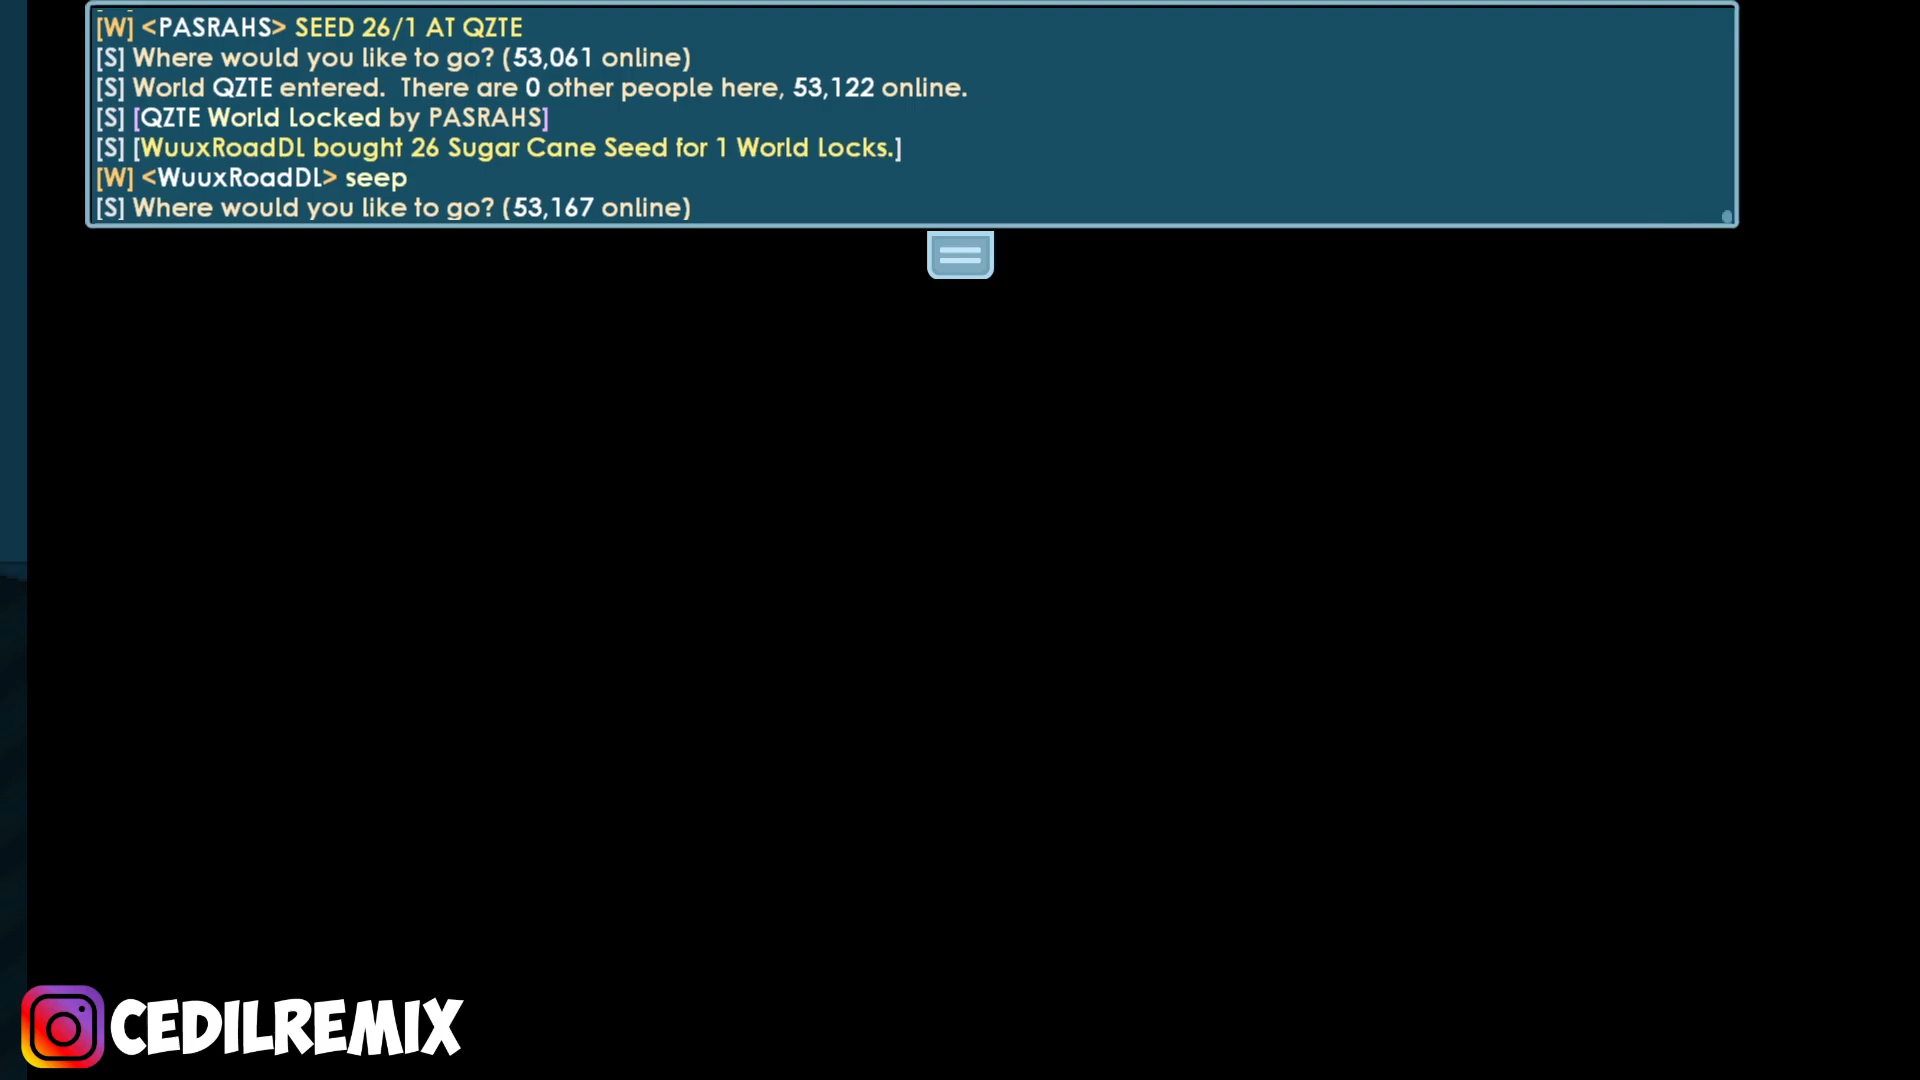 [W] <PASRAHS> SEED 26/1 AT QZTE
[S] Where would you like to go? (53,061 online)
[S] World QZTE entered.  There are 0 other people here, 53,122 online.
[S] [QZTE World Locked by PASRAHS]
[S] [WuuxRoadDL bought 26 Sugar Cane Seed for 1 World Locks.]
[W] <WuuxRoadDL> seep
[S] Where would you like to go? (53,167 online)
CEDILREMIX